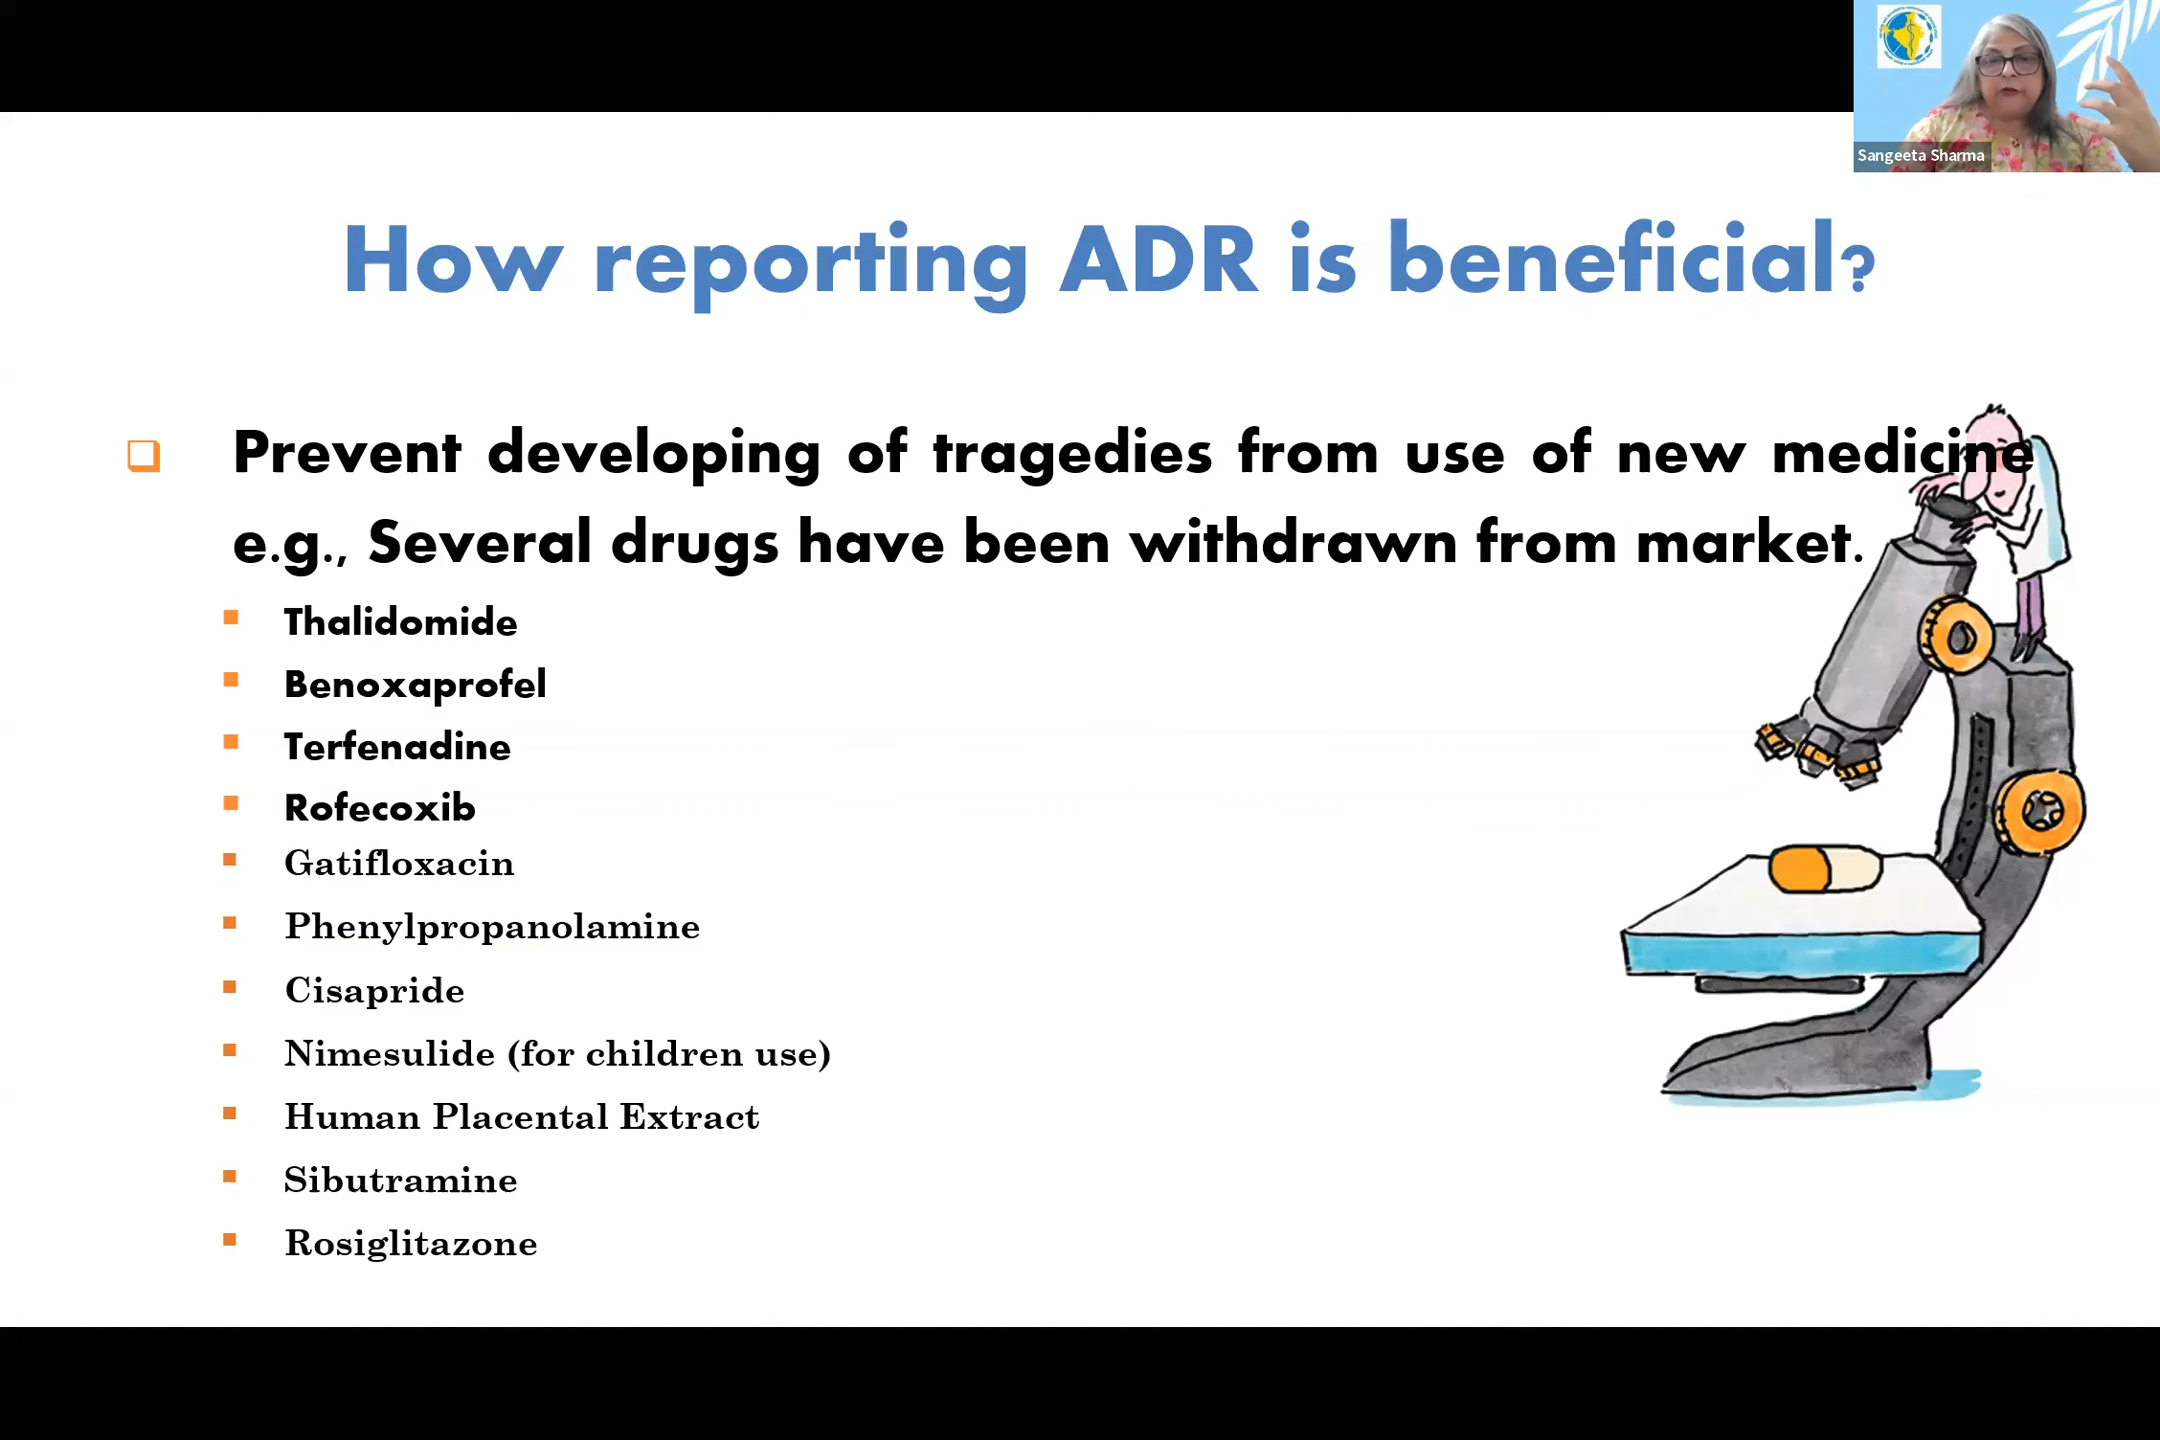 Sangeeta Sharma
How reporting ADR is beneficial?
Prevent developing of tragedies from use of new medicine
e.g., Several drugs have been withdrawn from market.
Thalidomide
Benoxaprofel
Terfenadine
Rofecoxib
Gatifloxacin
Phenylpropanolamine
Cisapride
Nimesulide (for children use)
Human Placental Extract
Sibutramine
Rosiglitazone